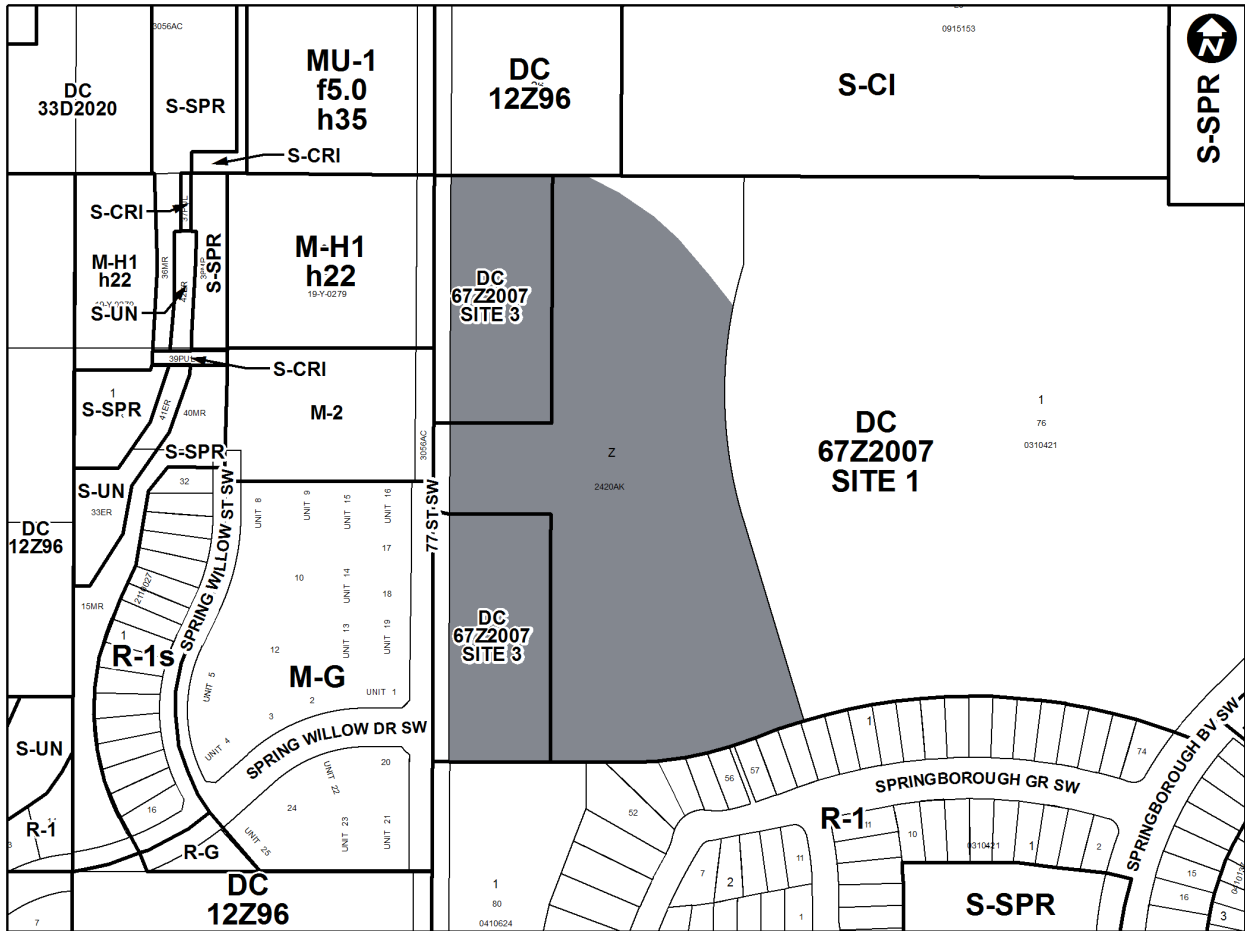 3056AC
0915153
N
S-SPR
DC
33D2020
S-SPR
MU-1
f5.0
h35
DC
12Z96
S-CI
S-CRI
S-CRI
37PUL
M-H1
h22
36MR
S-SPR
M-H1
h22
19-Y-0279
S-UN
42ER
DC
67Z2007
SITE 3
39PUL
S-CRI
1
S-SPR
41ER
40MR
M-2
S-SPR
3056AC
Z
2420AK
DC
67Z2007
SITE 1
1
76
0310421
S-UN
33ER
32
SPRING WILLOW ST SW
UNIT 8
UNIT 9
UNIT 15
UNIT 16
77 ST SW
DC
12Z96
17
10
UNIT 14
18
2110027
15MR
1
R-1s
12
UNIT 13
UNIT 19
DC
67Z2007
SITE 3
M-G
UNIT 5
UNIT 1
2
3
UNIT 4
SPRING WILLOW DR SW
S-UN
20
UNIT 22
24
16
R-1
UNIT 23
UNIT 21
UNIT 25
R-G
DC
12Z96
7
1
74
SPRINGBOROUGH BV SW
56
57
SPRINGBOROUGH GR SW
52
R-1
11
10
0310421
1
2
7
2
11
1
1
80
0410624
S-SPR
15
16
3